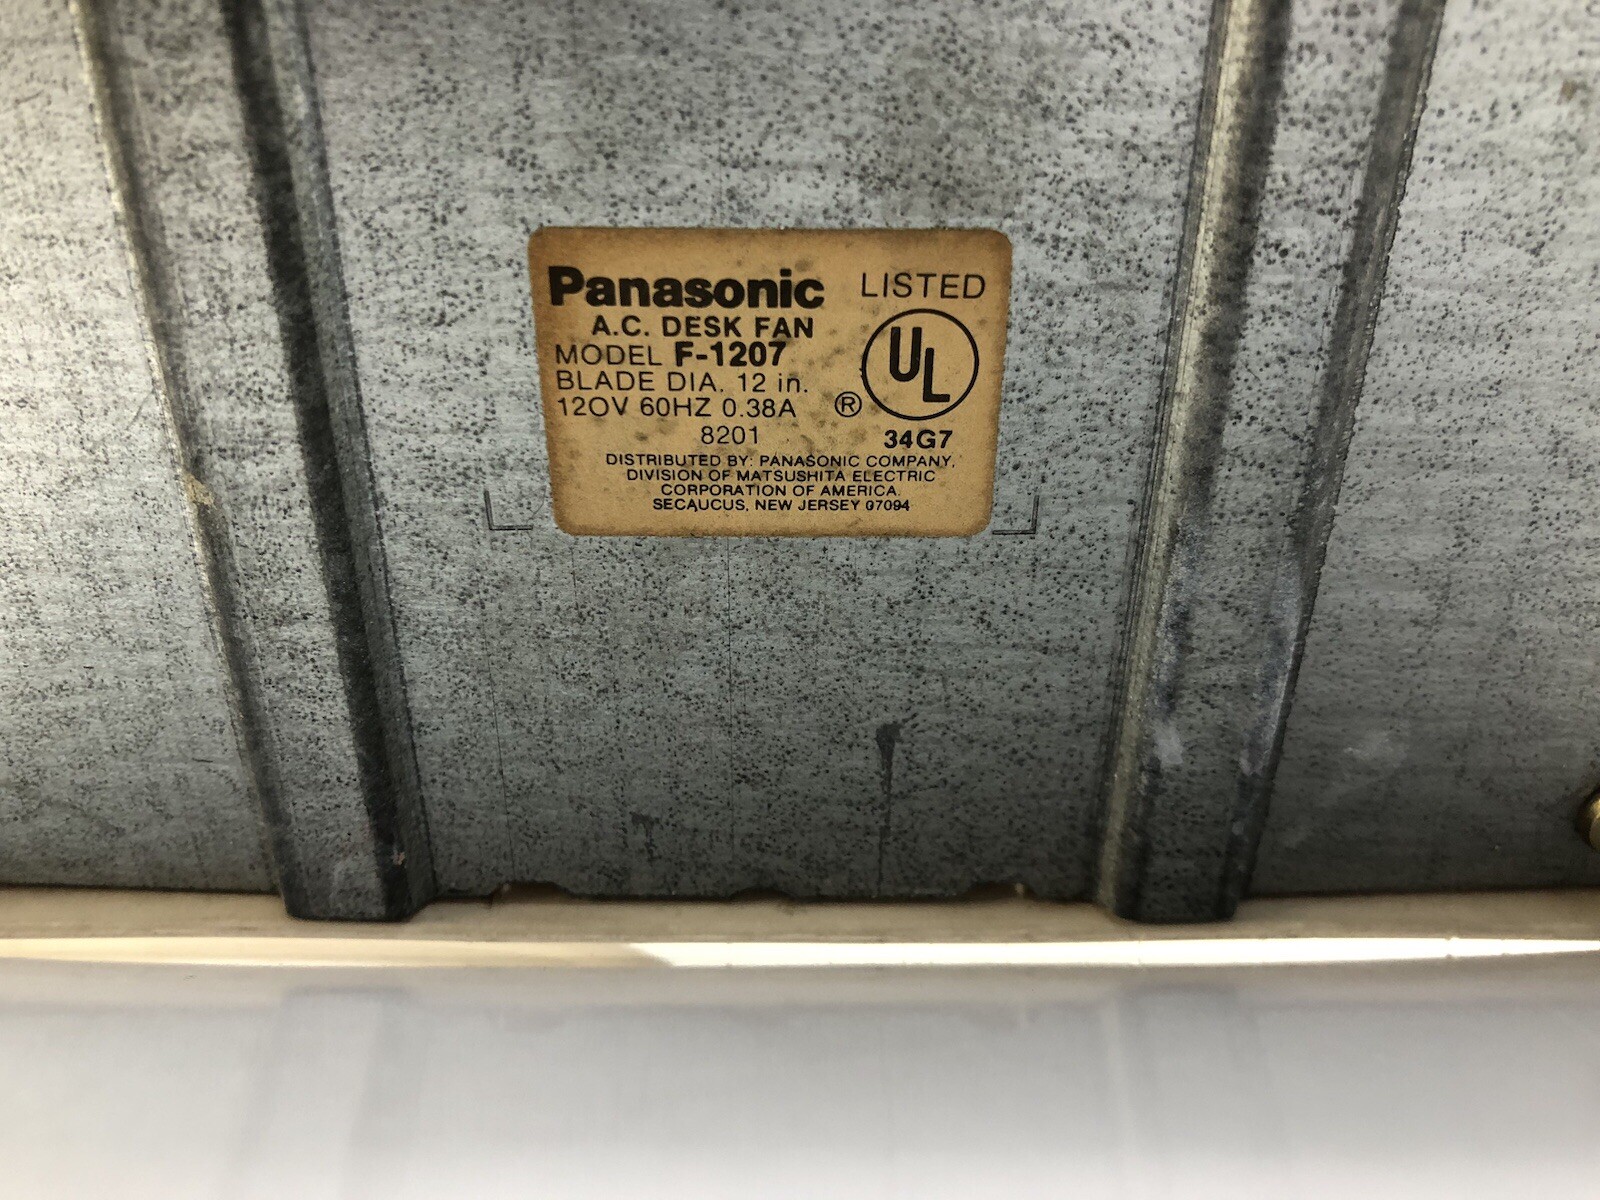 Panasonic LISTED
A.C. DESK FAN
MODEL F-1207
BLADE DIA. 12 in.
120V 60HZ 0.38A ® UL
8201 34G7
DISTRIBUTED BY: PANASONIC COMPANY,
DIVISION OF MATSUSHITA ELECTRIC
CORPORATION OF AMERICA.
SECAUCUS, NEW JERSEY 07094